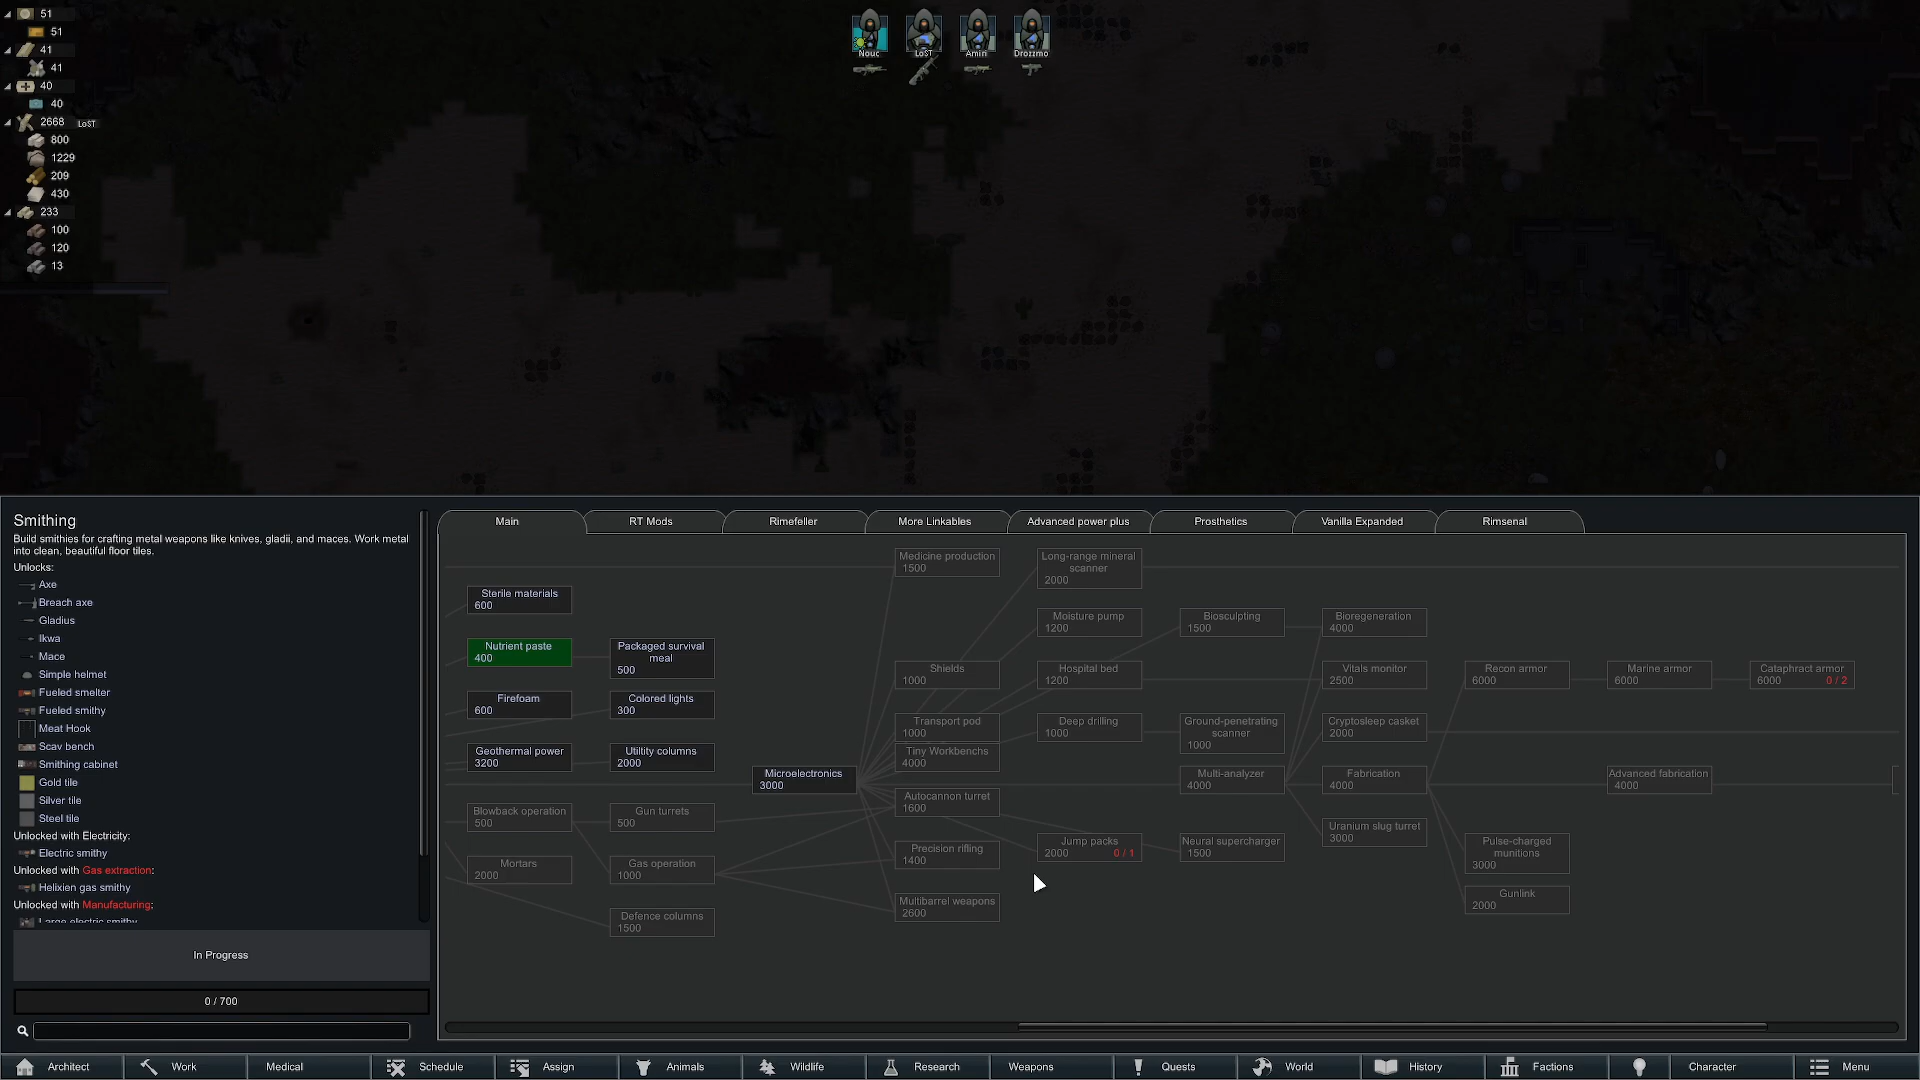 51
51
41
41
40
40
2668
LoST
800
1229
209
430
233
100
120
13
Nouc
LoST
Amiri
Drozzmo
Smithing
Build smithies for crafting metal weapons like knives, gladii, and maces. Work metal
into clean, beautiful floor tiles.
Unlocks:
Axe
Breach axe
Gladius
Ikwa
Mace
Simple helmet
Fueled smelter
Fueled smithy
Meat Hook
Scav bench
Smithing cabinet
Gold tile
Silver tile
Steel tile
Unlocked with Electricity:
Electric smithy
Unlocked with Gas extraction:
Helixien gas smithy
Unlocked with Manufacturing:
Large electric smithy
In Progress
0 / 700
Main
RT Mods
Rimefeller
More Linkables
Advanced power plus
Prosthetics
Vanilla Expanded
Rimsenal
Sterile materials
600
Nutrient paste
400
Firefoam
600
Geothermal power
3200
Blowback operation
500
Mortars
2000
Packaged survival
meal
500
Colored lights
300
Utiltity columns
2000
Gun turrets
500
Gas operation
1000
Defence columns
1500
Microelectronics
3000
Medicine production
1500
Shields
1000
Transport pod
1000
Tiny Workbenchs
4000
Autocannon turret
1600
Precision rifling
1400
Multibarrel weapons
2600
Long-range mineral
scanner
2000
Moisture pump
1200
Hospital bed
1200
Deep drilling
1000
Jump packs
2000 0 / 1
Biosculpting
1500
Ground-penetrating
scanner
1000
Multi-analyzer
4000
Neural supercharger
1500
Bioregeneration
4000
Vitals monitor
2500
Cryptosleep casket
2000
Fabrication
4000
Uranium slug turret
3000
Recon armor
6000
Pulse-charged
munitions
3000
Gunlink
2000
Marine armor
6000
Advanced fabrication
4000
Cataphract armor
6000 0 / 2
Architect
Work
Medical
Schedule
Assign
Animals
Wildlife
Research
Weapons
Quests
World
History
Factions
Character
Menu